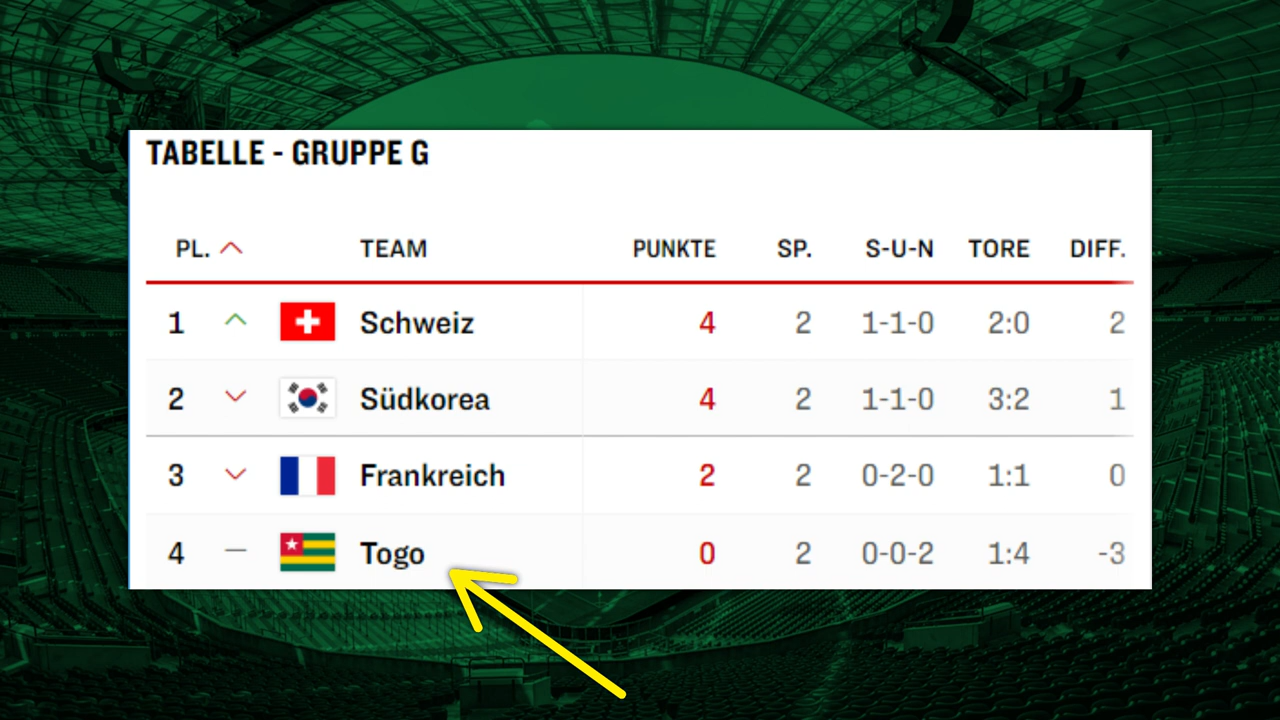 TABELLE - GRUPPE G
PL. TEAM PUNKTE SP. S-U-N TORE DIFF.
1 Schweiz 4 2 1-1-0 2:0 2
2 Südkorea 4 2 1-1-0 3:2 1
3 Frankreich 2 2 0-2-0 1:1 0
4 Togo 0 2 0-0-2 1:4 -3